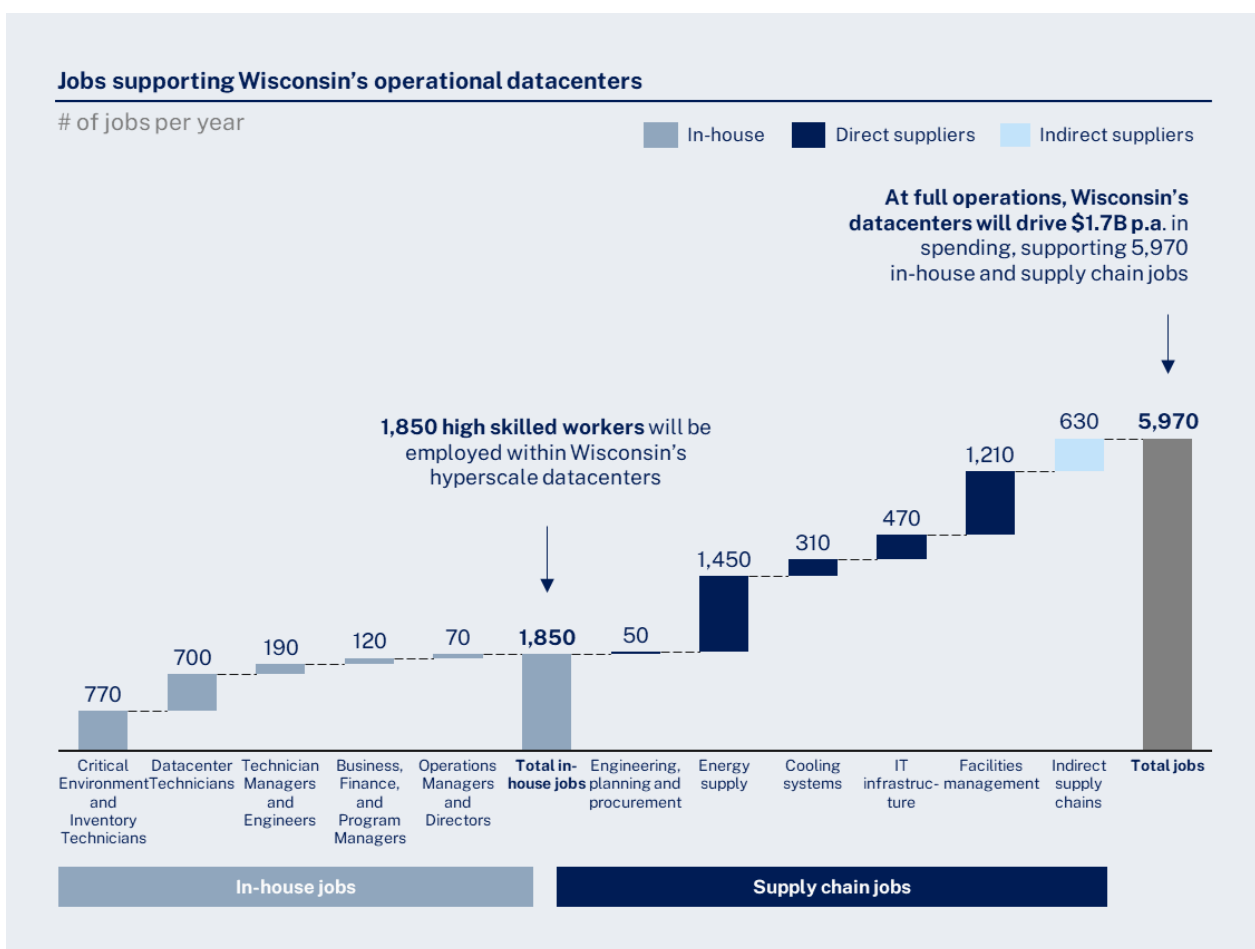 Jobs supporting Wisconsin's operational datacenters
# of jobs per year
In-house
Direct suppliers
Indirect suppliers
At full operations, Wisconsin's
datacenters will drive $1.7B p.a. in
spending, supporting 5,970
in-house and supply chain jobs
1,850 high skilled workers will be
employed within Wisconsin's
hyperscale datacenters
770
700
190
120
70
1,850
50
1,450
310
470
1,210
630
5,970
Critical
Environment
and
Inventory
Technicians
Datacenter
Technicians
Technician
Managers
and
Engineers
Business,
Finance,
and
Program
Managers
Operations
Managers
and
Directors
Total in-
house jobs
Engineering,
planning and
procurement
Energy
supply
Cooling
systems
IT
infrastruc-
ture
Facilities
management
Indirect
supply
chains
Total jobs
In-house jobs
Supply chain jobs